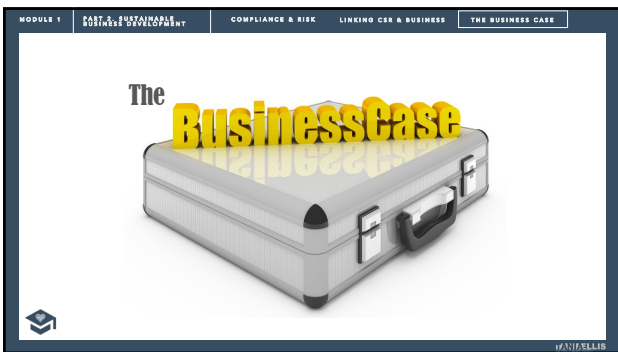 MODULE 1
PART 2. SUSTAINABLE
BUSINESS DEVELOPMENT
COMPLIANCE & RISK
LINKING CSR & BUSINESS
THE BUSINESS CASE
The
BusinessCase
TANIAELLIS